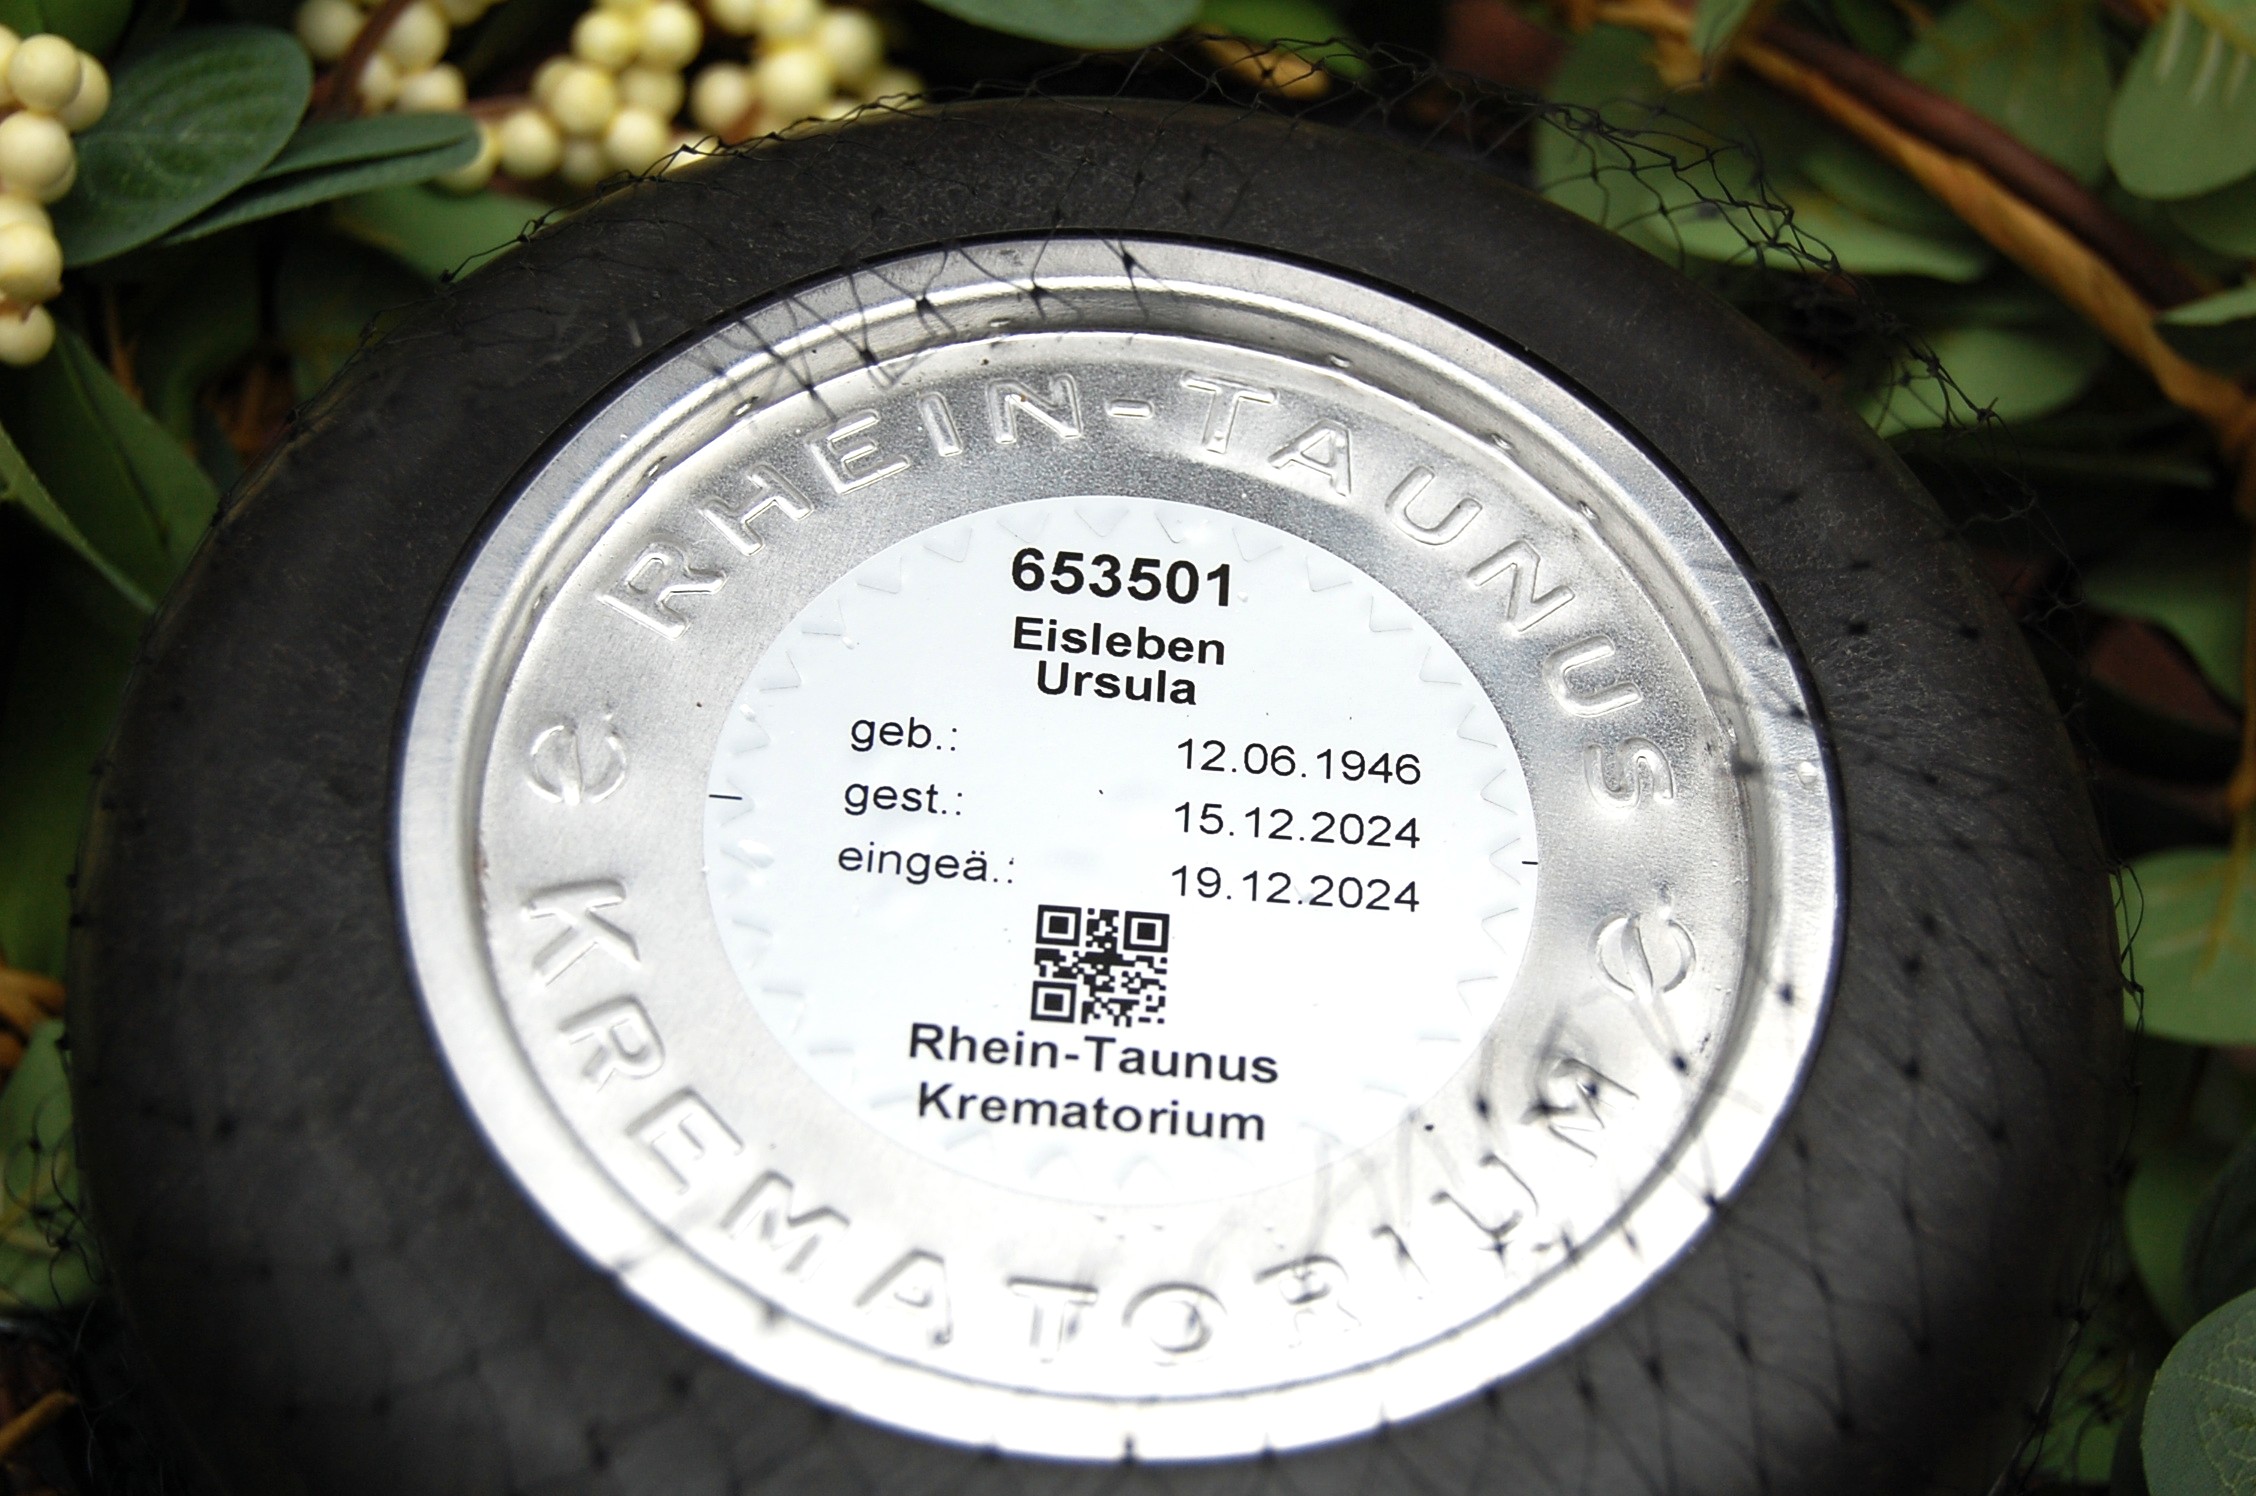 RHEIN-TAUNUS
653501
Eisleben
Ursula
geb.: 12.06.1946
gest.: 15.12.2024
eingeä.: 19.12.2024
Rhein-Taunus
Krematorium
KREMATORIUM